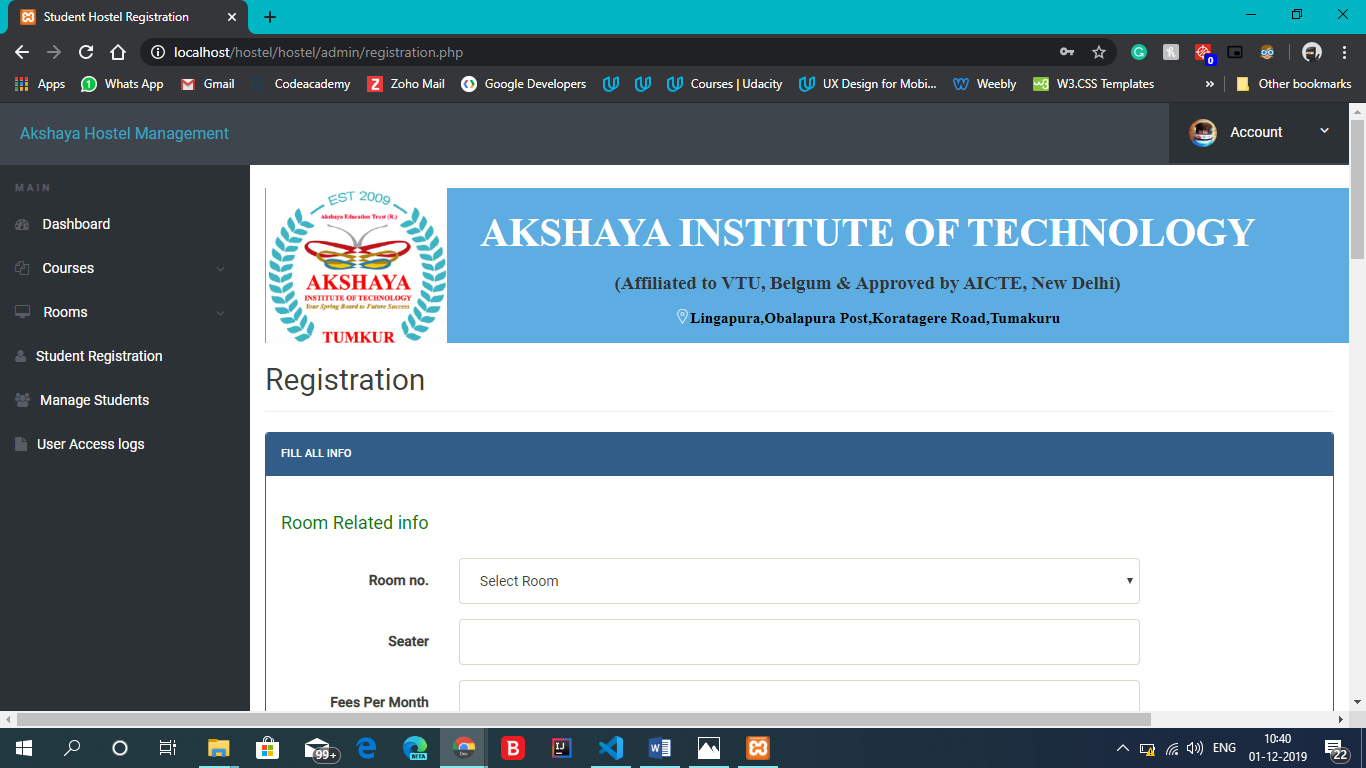 Student Hostel Registration
localhost/hostel/hostel/admin/registration.php
0
Apps
Whats App
Gmail
Codeacademy
Zoho Mail
Google Developers
Courses | Udacity
UX Design for Mobi...
Weebly
W3.CSS Templates
»
Other bookmarks
Akshaya Hostel Management
Account
MAIN
Dashboard
Courses
Rooms
Student Registration
Manage Students
User Access logs
EST 2009
Akshaya Education Trust (R.)
AKSHAYA
INSTITUTE OF TECHNOLOGY
Your Spring Board to Future Success
TUMKUR
AKSHAYA INSTITUTE OF TECHNOLOGY
(Affiliated to VTU, Belgum & Approved by AICTE, New Delhi)
Lingapura,Obalapura Post,Koratagere Road,Tumakuru
Registration
FILL ALL INFO
Room Related info
Room no.
Select Room
Seater
Fees Per Month
99+
BETA
Dev
B
IJ
W
ENG
10:40
01-12-2019
22